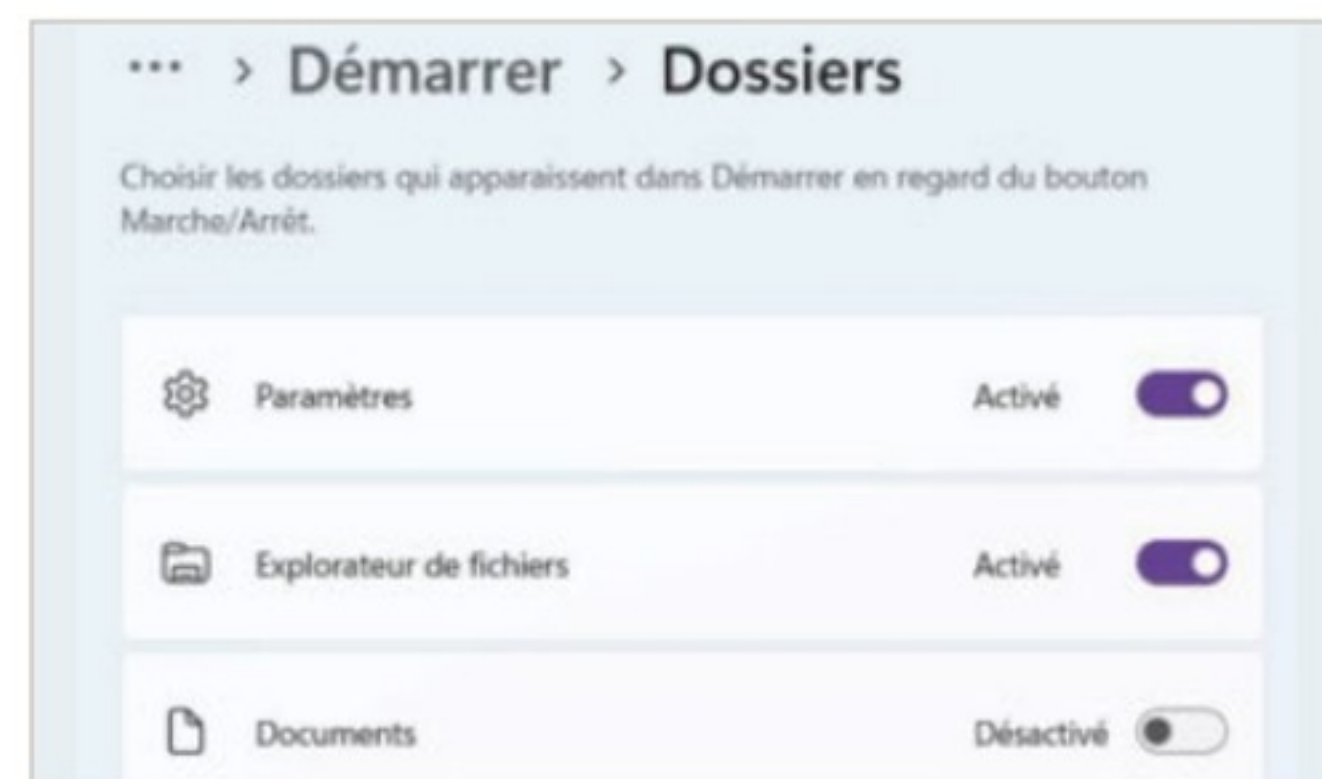 ... > Démarrer > Dossiers
Choisir les dossiers qui apparaissent dans Démarrer en regard du bouton
Marche/Arrêt.
Paramètres Activé
Explorateur de fichiers Activé
Documents Désactivé